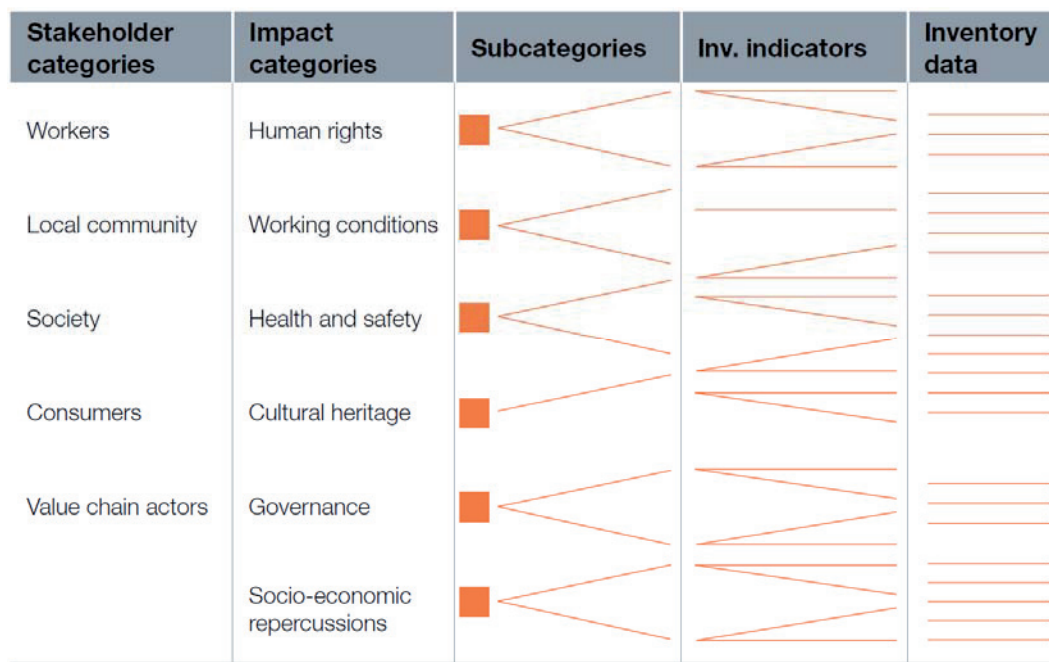 Stakeholder categories
Impact categories
Subcategories
Inv. indicators
Inventory data
Workers
Human rights
Local community
Working conditions
Society
Health and safety
Consumers
Cultural heritage
Value chain actors
Governance
Socio-economic
repercussions